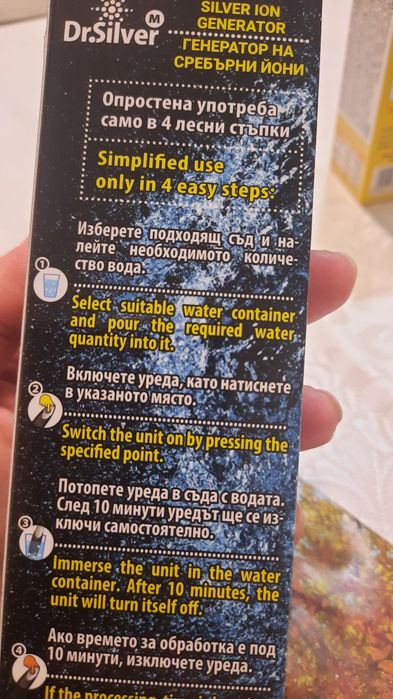 SILVER ION
GENERATOR
M
Dr.Silver
ГЕНЕРАТОР НА
СРЕБЪРНИ ЙОНИ
Опростена употреба
само в 4 лесни стъпки
Simplified use
only in 4 easy steps:
Изберете подходящ съд и на-
лейте необходимото количе-
ство вода.
1
Select suitable water container
and pour the required water
quantity into it.
Включете уреда, като натиснете
в указаното място.
2
Switch the unit on by pressing the
specified point.
Потопете уреда в съда с водата.
След 10 минути уредът ще се из-
ключи самостоятелно.
3
Immerse the unit in the water
container. After 10 minutes, the
unit will turn itself off.
Ако времето за обработка е под
10 минути, изключете уреда.
4
If the processing